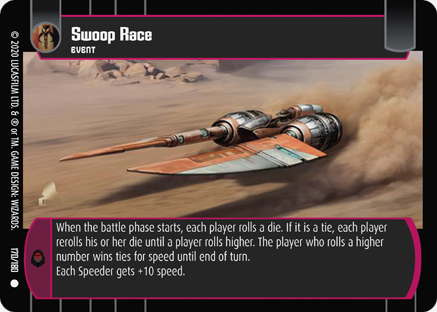 Swoop Race
EVENT
When the battle phase starts, each player rolls a die. If it is a tie, each player
rerolls his or her die until a player rolls higher. The player who rolls a higher
number wins ties for speed until end of turn.
Each Speeder gets +10 speed.
© 2020 LUCASFILM LTD. & ® or TM. GAME DESIGN: WIZARDS.